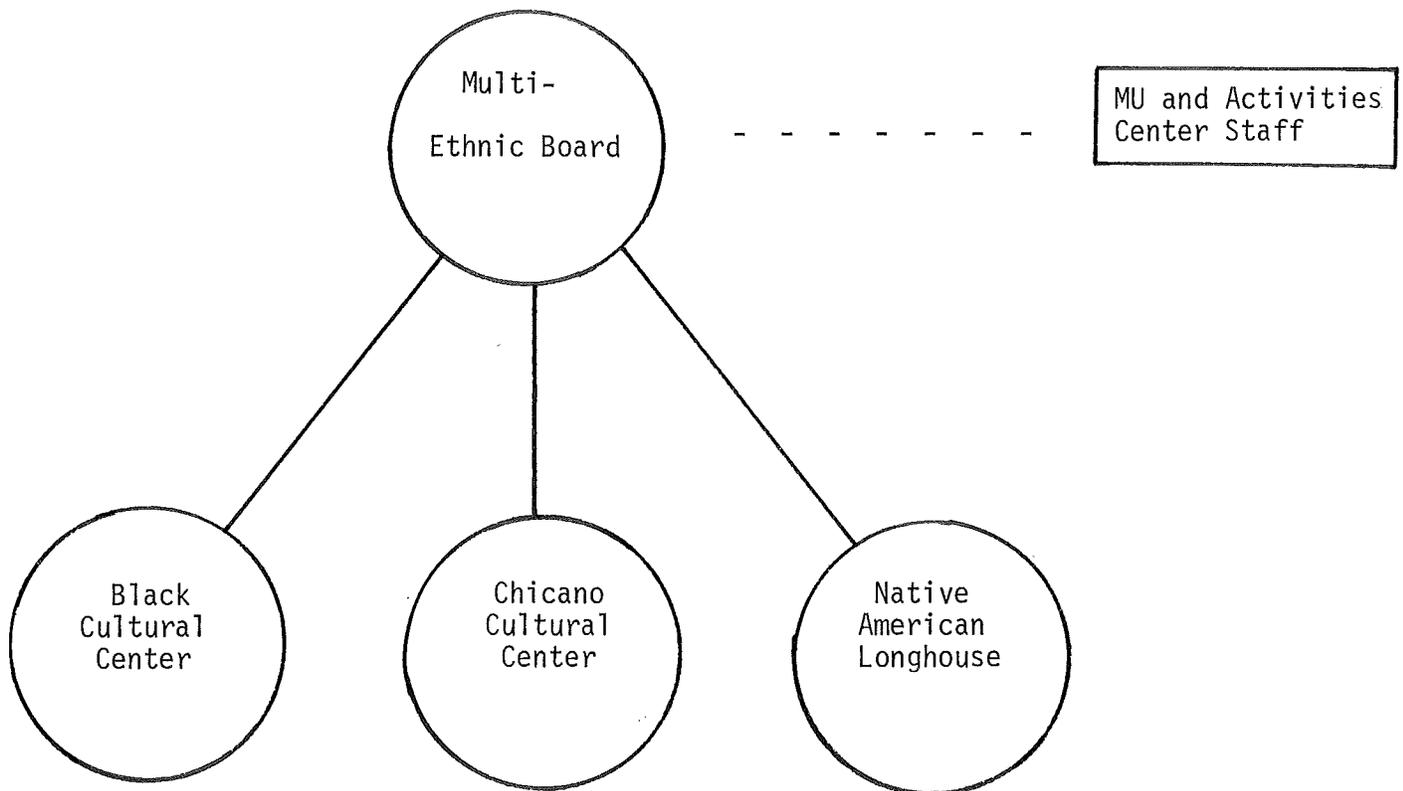 Multi-
Ethnic Board
MU and Activities
Center Staff
Black
Cultural
Center
Chicano
Cultural
Center
Native
American
Longhouse